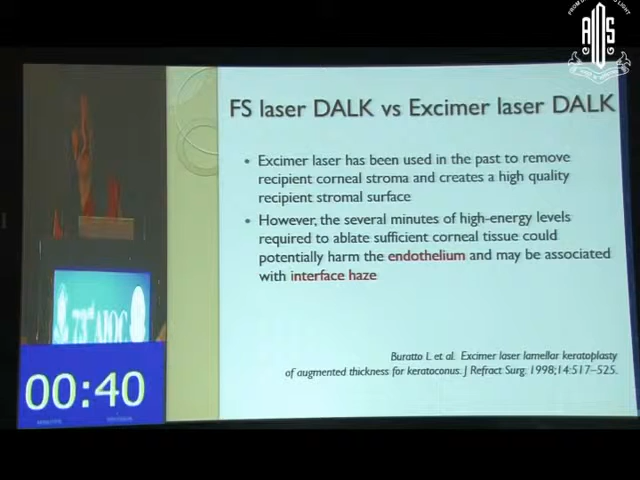 AIOS
FS laser DALK vs Excimer laser DALK
• Excimer laser has been used in the past to remove
recipient corneal stroma and creates a high quality
recipient stromal surface
• However, the several minutes of high-energy levels
required to ablate sufficient corneal tissue could
potentially harm the endothelium and may be associated
with interface haze
Buratto L et al. Excimer laser lamellar keratoplasty
of augmented thickness for keratoconus. J Refract Surg. 1998;14:517–525.
73rd AIOC
00:40